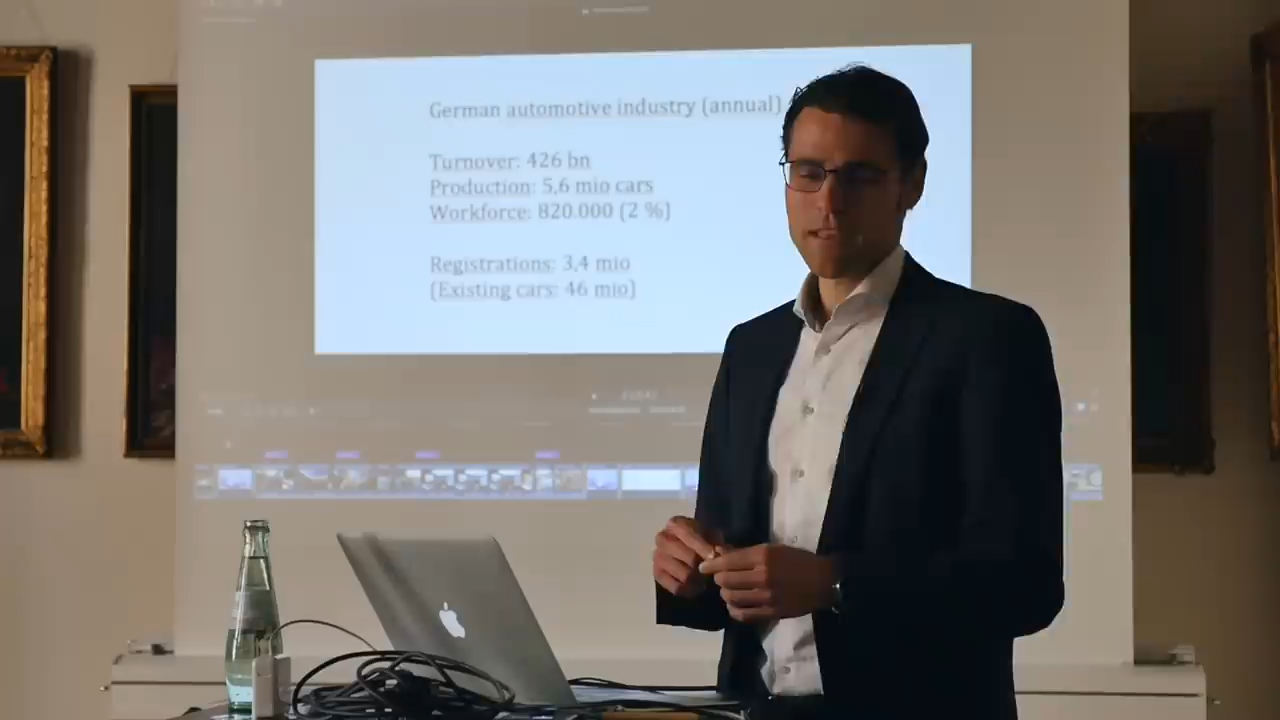 German automotive industry (annual)
Turnover: 426 bn
Production: 5,6 mio cars
Workforce: 820.000 (2 %)
Registrations: 3,4 mio
(Existing cars: 46 mio)